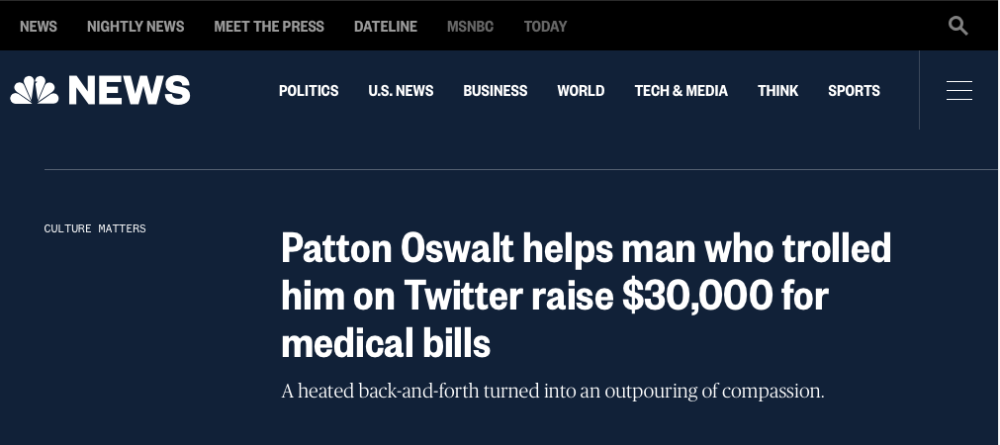 NEWS NIGHTLY NEWS MEET THE PRESS DATELINE MSNBC TODAY
NEWS POLITICS U.S. NEWS BUSINESS WORLD TECH & MEDIA THINK SPORTS
CULTURE MATTERS
Patton Oswalt helps man who trolled
him on Twitter raise $30,000 for
medical bills
A heated back-and-forth turned into an outpouring of compassion.